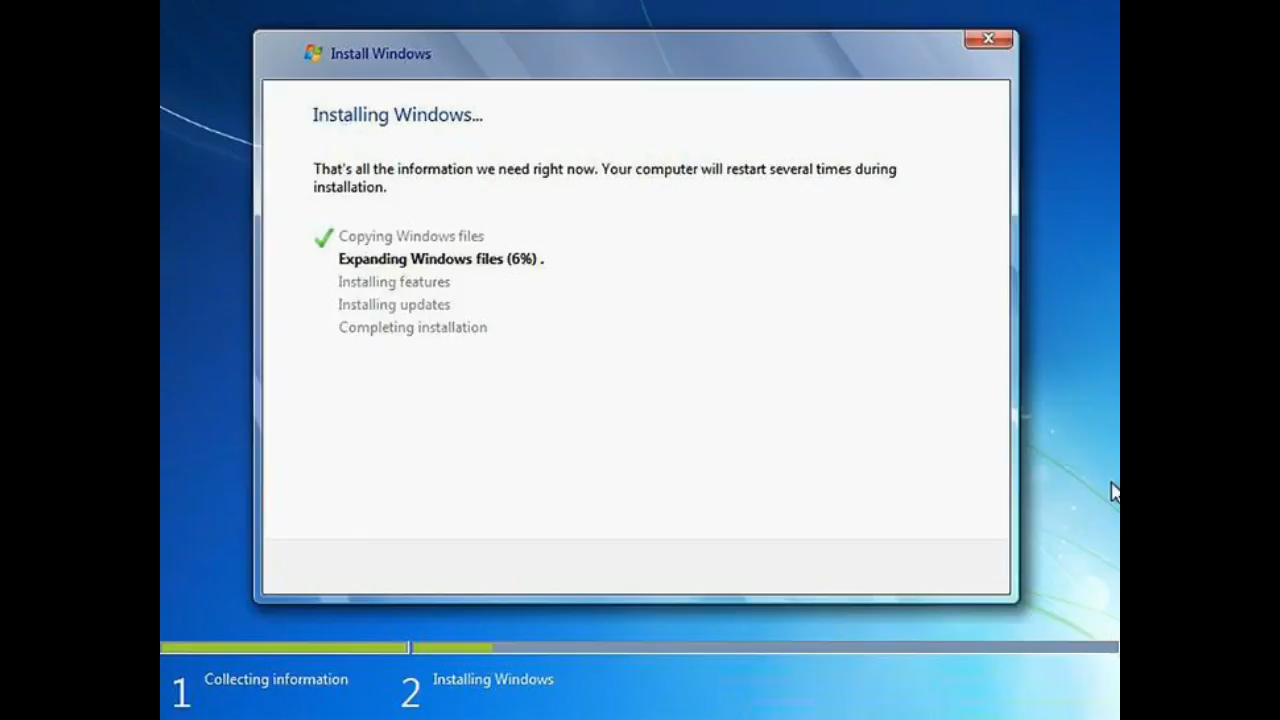 Install Windows
Installing Windows...
That's all the information we need right now. Your computer will restart several times during
installation.
Copying Windows files
Expanding Windows files (6%) .
Installing features
Installing updates
Completing installation
1 Collecting information
2 Installing Windows